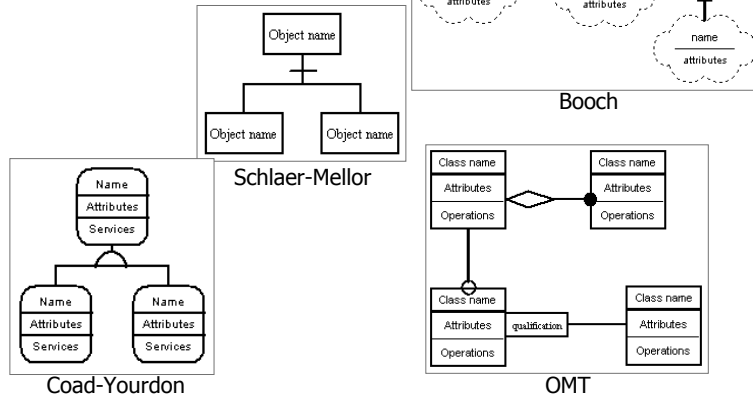 attributes
attributes
name
attributes
Booch
Object name
Object name
Object name
Schlaer-Mellor
Name
Attributes
Services
Name
Attributes
Services
Name
Attributes
Services
Coad-Yourdon
Class name
Attributes
Operations
Class name
Attributes
Operations
Class name
Attributes
Operations
qualification
Class name
Attributes
Operations
OMT